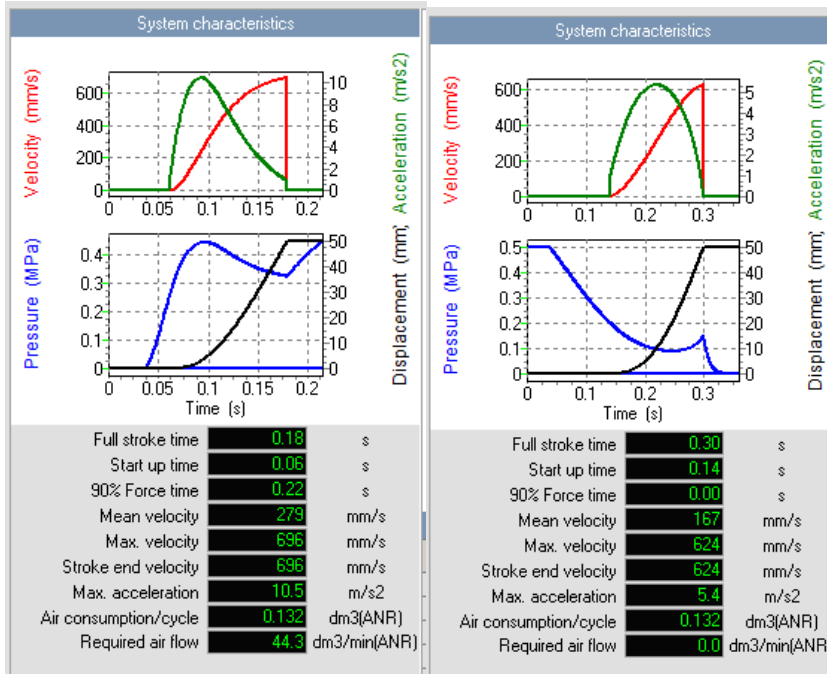 System characteristics
Velocity (mm/s)
600
400
200
0
10
8
6
4
2
0
Acceleration (m/s2)
0 0.05 0.1 0.15 0.2
Pressure (MPa)
0.4
0.3
0.2
0.1
0
50
40
30
20
10
0
Displacement (mm;
0 0.05 0.1 0.15 0.2
Time (s)
Full stroke time 0.18 s
Start up time 0.06 s
90% Force time 0.22 s
Mean velocity 279 mm/s
Max. velocity 696 mm/s
Stroke end velocity 696 mm/s
Max. acceleration 10.5 m/s2
Air consumption/cycle 0.132 dm3(ANR)
Required air flow 44.3 dm3/min(ANR)
System characteristics
Velocity (mm/s)
600
400
200
0
5
4
3
2
1
0
Acceleration (m/s2)
0 0.1 0.2 0.3
Pressure (MPa)
0.5
0.4
0.3
0.2
0.1
0
50
40
30
20
10
0
Displacement (mm;
0 0.1 0.2 0.3
Time (s)
Full stroke time 0.30 s
Start up time 0.14 s
90% Force time 0.00 s
Mean velocity 167 mm/s
Max. velocity 624 mm/s
Stroke end velocity 624 mm/s
Max. acceleration 5.4 m/s2
Air consumption/cycle 0.132 dm3(ANR)
Required air flow 0.0 dm3/min(ANR